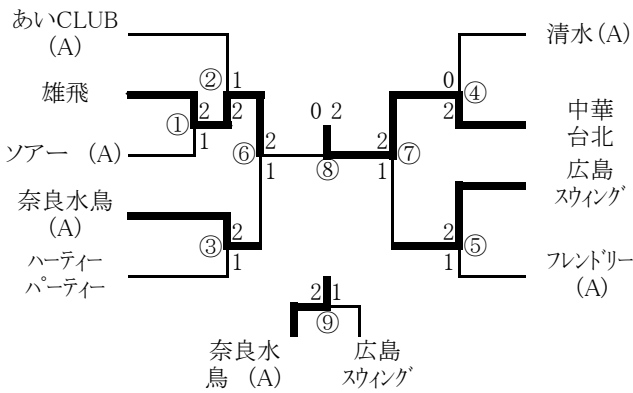 あいCLUB
(A)
清水(A)
② 1
0 ④
雄飛
2 2
0 2
2
中華
台北
① 1
ソアー (A)
⑥ 2
⑧
2 ⑦
1
1
広島
スウィング
奈良水鳥
(A)
③ 2
2 ⑤
ハーティー
パーティー
1
1
フレンドリー
(A)
2 1
⑨
奈良水
鳥 (A)
広島
スウィング